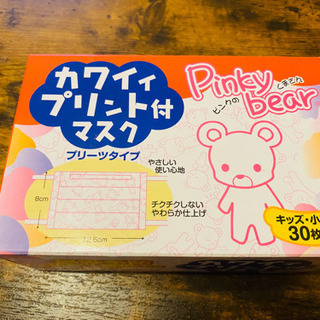 カワイイ
プリント付
マスク
プリーツタイプ
Pinky
bear
ピンクの
くまさん
やさしい
使い心地
チクチクしない
やわらか仕上げ
9cm
12.5cm
キッズ・小
30枚